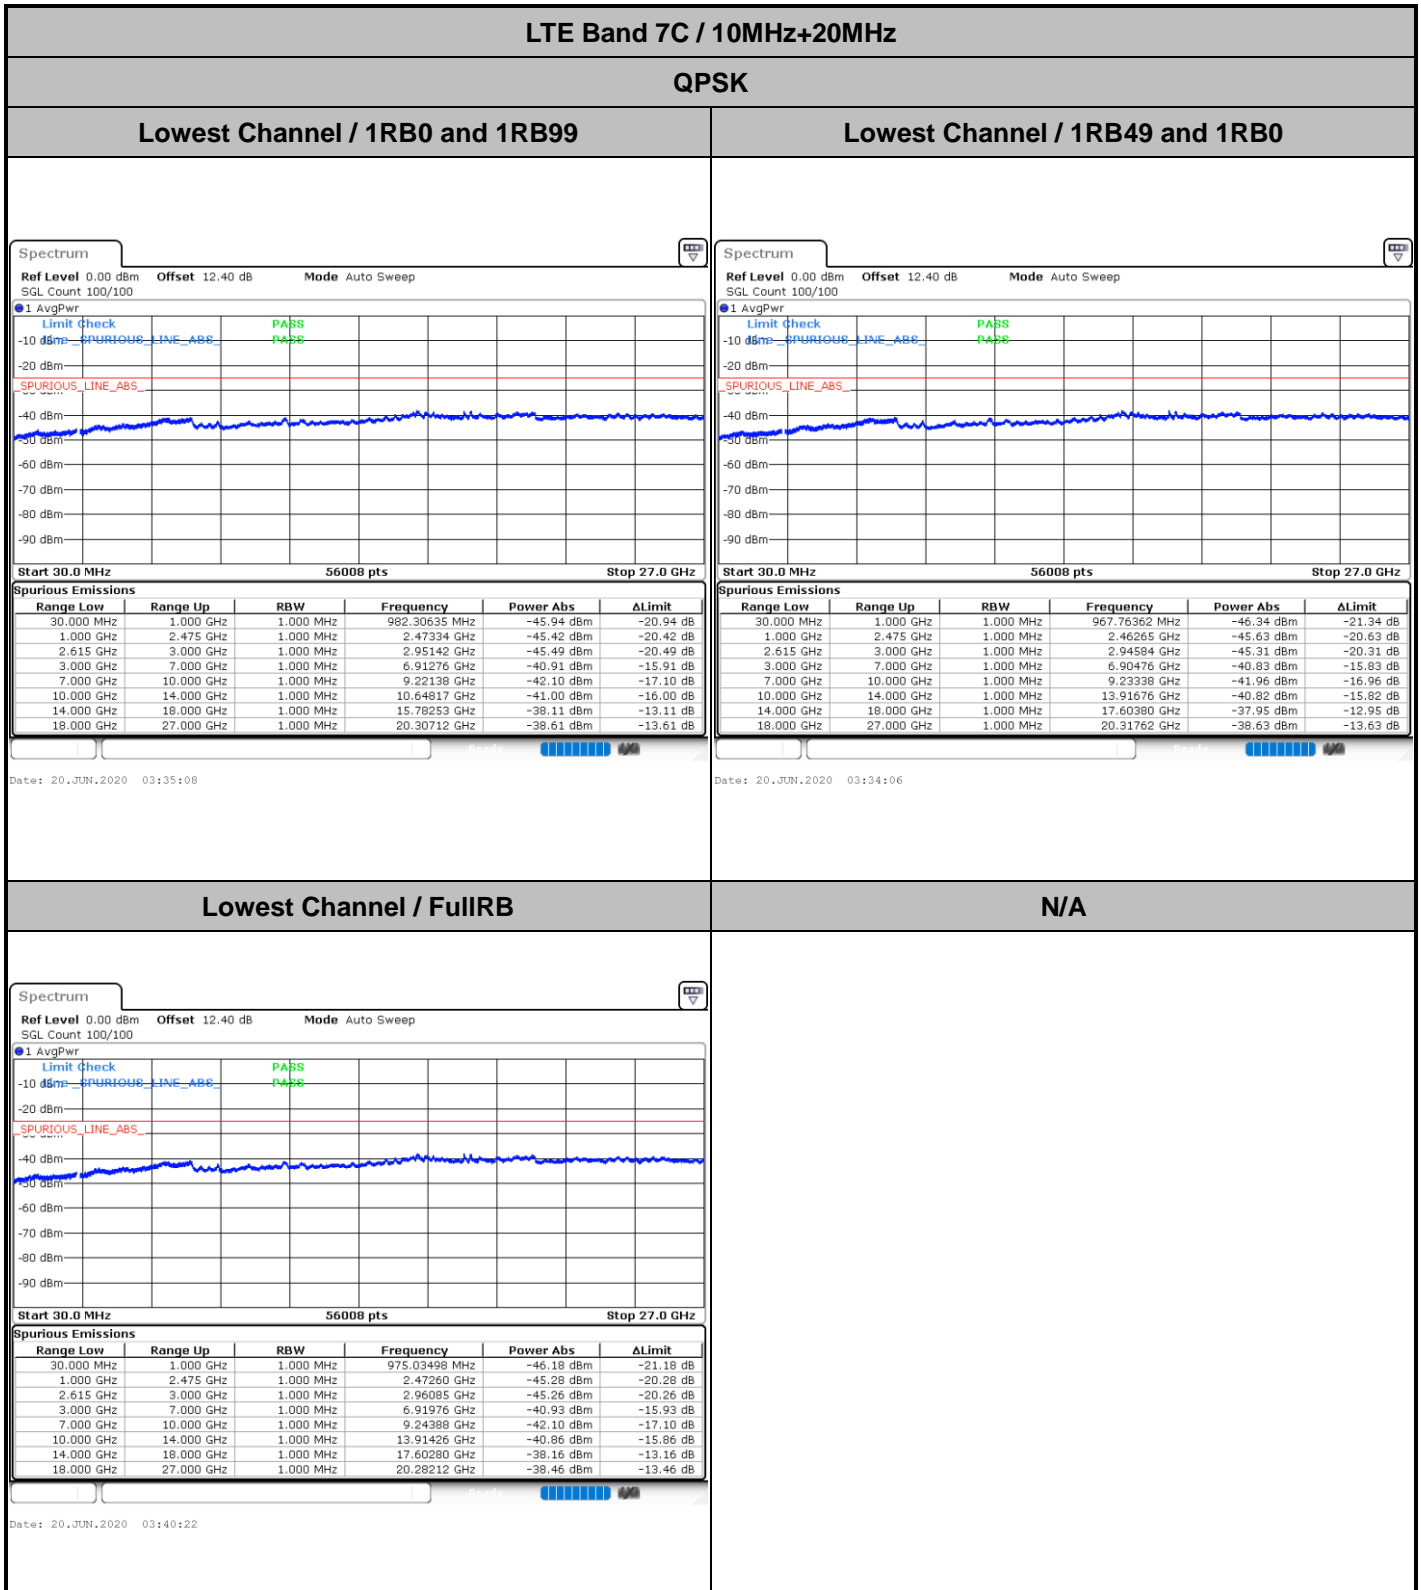 LTE Band 7C / 10MHz+20MHz
QPSK
Lowest Channel / 1RB0 and 1RB99
Lowest Channel / 1RB49 and 1RB0
Spectrum
Ref Level 0.00 dBm Offset 12.40 dB Mode Auto Sweep
SGL Count 100/100
1 AvgPwr
Limit Check PASS
-10 dBm Line _SPURIOUS_LINE_ABS_ PASS
-20 dBm
_SPURIOUS_LINE_ABS_
-30 dBm
-40 dBm
-50 dBm
-60 dBm
-70 dBm
-80 dBm
-90 dBm
Start 30.0 MHz 56008 pts Stop 27.0 GHz
Spurious Emissions
Range Low Range Up RBW Frequency Power Abs ΔLimit
30.000 MHz 1.000 GHz 1.000 MHz 982.30635 MHz -45.94 dBm -20.94 dB
1.000 GHz 2.475 GHz 1.000 MHz 2.47334 GHz -45.42 dBm -20.42 dB
2.615 GHz 3.000 GHz 1.000 MHz 2.95142 GHz -45.49 dBm -20.49 dB
3.000 GHz 7.000 GHz 1.000 MHz 6.91276 GHz -40.91 dBm -15.91 dB
7.000 GHz 10.000 GHz 1.000 MHz 9.22138 GHz -42.10 dBm -17.10 dB
10.000 GHz 14.000 GHz 1.000 MHz 10.64817 GHz -41.00 dBm -16.00 dB
14.000 GHz 18.000 GHz 1.000 MHz 15.78253 GHz -38.11 dBm -13.11 dB
18.000 GHz 27.000 GHz 1.000 MHz 20.30712 GHz -38.61 dBm -13.61 dB
Ready
Date: 20.JUN.2020 03:35:08
Spectrum
Ref Level 0.00 dBm Offset 12.40 dB Mode Auto Sweep
SGL Count 100/100
1 AvgPwr
Limit Check PASS
-10 dBm Line _SPURIOUS_LINE_ABS_ PASS
-20 dBm
_SPURIOUS_LINE_ABS_
-30 dBm
-40 dBm
-50 dBm
-60 dBm
-70 dBm
-80 dBm
-90 dBm
Start 30.0 MHz 56008 pts Stop 27.0 GHz
Spurious Emissions
Range Low Range Up RBW Frequency Power Abs ΔLimit
30.000 MHz 1.000 GHz 1.000 MHz 967.76362 MHz -46.34 dBm -21.34 dB
1.000 GHz 2.475 GHz 1.000 MHz 2.46265 GHz -45.63 dBm -20.63 dB
2.615 GHz 3.000 GHz 1.000 MHz 2.94584 GHz -45.31 dBm -20.31 dB
3.000 GHz 7.000 GHz 1.000 MHz 6.90476 GHz -40.83 dBm -15.83 dB
7.000 GHz 10.000 GHz 1.000 MHz 9.23338 GHz -41.96 dBm -16.96 dB
10.000 GHz 14.000 GHz 1.000 MHz 13.91676 GHz -40.82 dBm -15.82 dB
14.000 GHz 18.000 GHz 1.000 MHz 17.60380 GHz -37.95 dBm -12.95 dB
18.000 GHz 27.000 GHz 1.000 MHz 20.31762 GHz -38.63 dBm -13.63 dB
Ready
Date: 20.JUN.2020 03:34:06
Lowest Channel / FullRB
N/A
Spectrum
Ref Level 0.00 dBm Offset 12.40 dB Mode Auto Sweep
SGL Count 100/100
1 AvgPwr
Limit Check PASS
-10 dBm Line _SPURIOUS_LINE_ABS_ PASS
-20 dBm
_SPURIOUS_LINE_ABS_
-30 dBm
-40 dBm
-50 dBm
-60 dBm
-70 dBm
-80 dBm
-90 dBm
Start 30.0 MHz 56008 pts Stop 27.0 GHz
Spurious Emissions
Range Low Range Up RBW Frequency Power Abs ΔLimit
30.000 MHz 1.000 GHz 1.000 MHz 975.03498 MHz -46.18 dBm -21.18 dB
1.000 GHz 2.475 GHz 1.000 MHz 2.47260 GHz -45.28 dBm -20.28 dB
2.615 GHz 3.000 GHz 1.000 MHz 2.96085 GHz -45.26 dBm -20.26 dB
3.000 GHz 7.000 GHz 1.000 MHz 6.91976 GHz -40.93 dBm -15.93 dB
7.000 GHz 10.000 GHz 1.000 MHz 9.24388 GHz -42.10 dBm -17.10 dB
10.000 GHz 14.000 GHz 1.000 MHz 13.91426 GHz -40.86 dBm -15.86 dB
14.000 GHz 18.000 GHz 1.000 MHz 17.60280 GHz -38.16 dBm -13.16 dB
18.000 GHz 27.000 GHz 1.000 MHz 20.28212 GHz -38.46 dBm -13.46 dB
Ready
Date: 20.JUN.2020 03:40:22